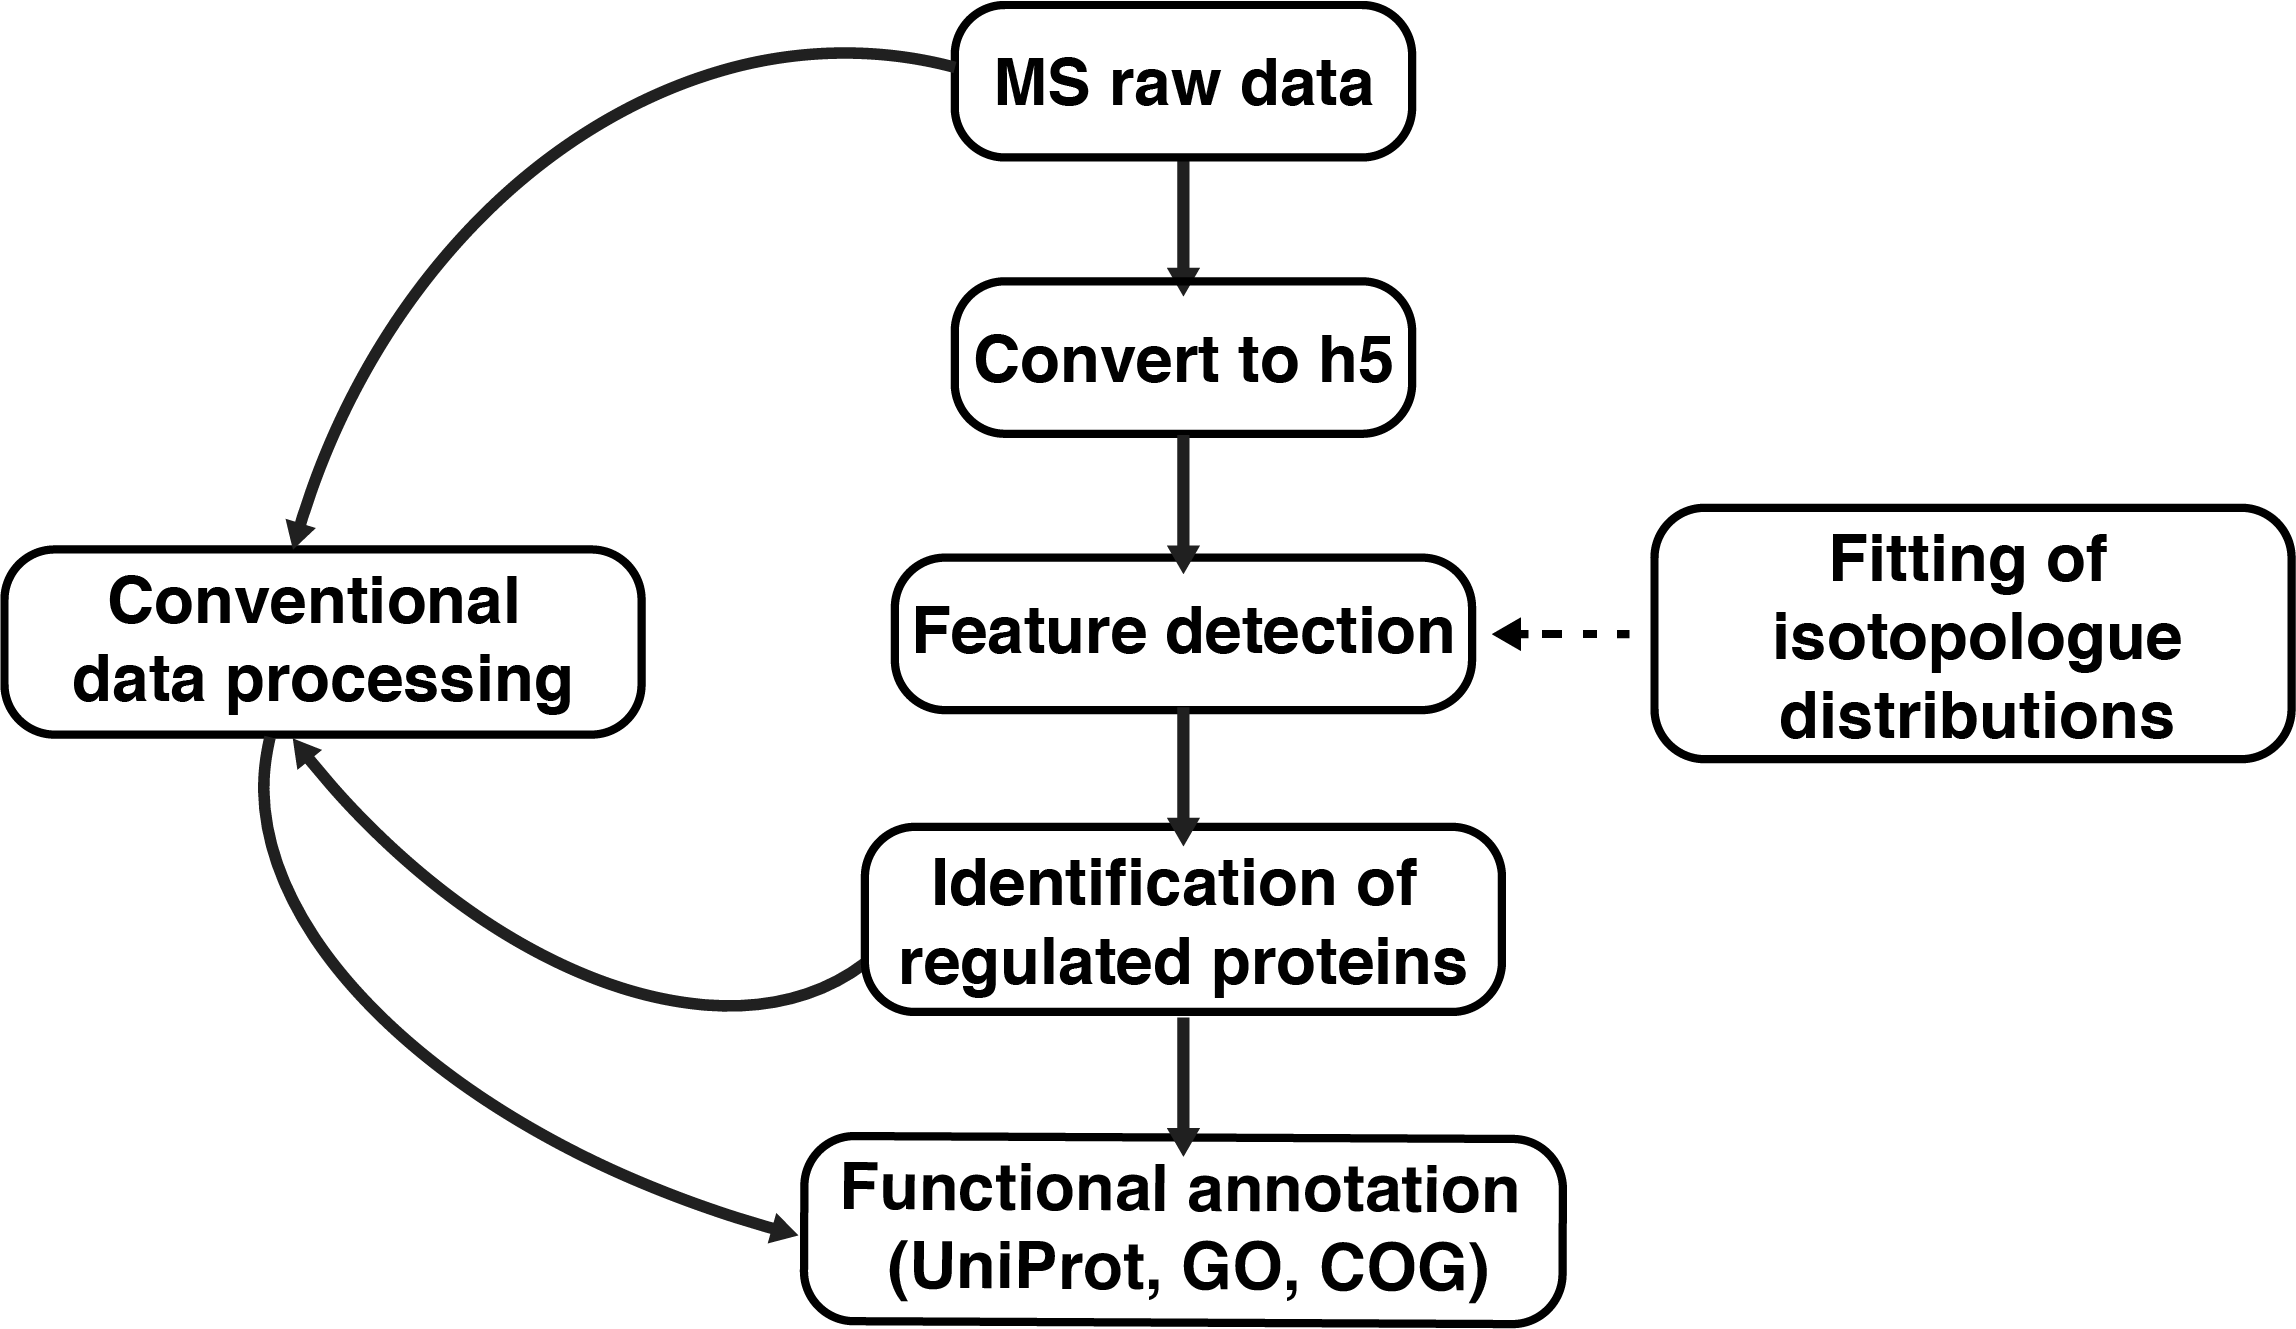 MS raw data
Convert to h5
Conventional
data processing
Feature detection
Fitting of
isotopologue
distributions
Identification of
regulated proteins
Functional annotation
(UniProt, GO, COG)